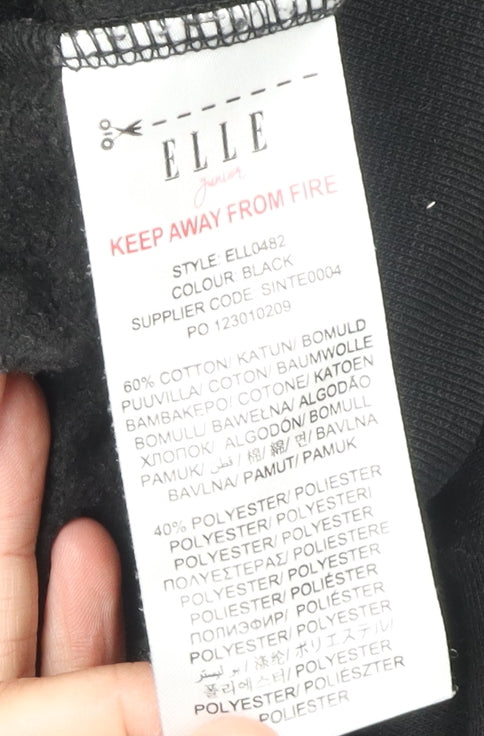 ELLE
junior
KEEP AWAY FROM FIRE
STYLE: ELL0482
COLOUR: BLACK
SUPPLIER CODE: SINTE0004
PO 123010209
60% COTTON/ KATUN/ BOMULD
PUUVILLA/ COTON/ BAUMWOLLE
ΒΑΜΒΑΚΕΡΟ/ COTONE/ KATOEN
BOMULL/ BAWEŁNA/ ALGODÃO
ХЛОПОК/ ALGODÓN/ BOMULL
PAMUK/ قطن/ 棉/ 綿/ 면/ BAVLNA
BAVLNA/ PAMUT/ PAMUK
40% POLYESTER/ POLIESTER
POLYESTER/ POLYESTERI
POLYESTER/ POLYESTER
ΠΟΛΥΕΣΤΕΡΑΣ/ POLIESTERE
POLYESTER/ POLYESTER
POLIESTER/ POLIÉSTER
ПОЛИЭФИР/ POLIÉSTER
POLYESTER/ POLYESTER
بوليستر/ 涤纶/ ポリエステル/
폴리에스터/ POLYESTER
POLYESTER/ POLIÉSZTER
POLIESTER